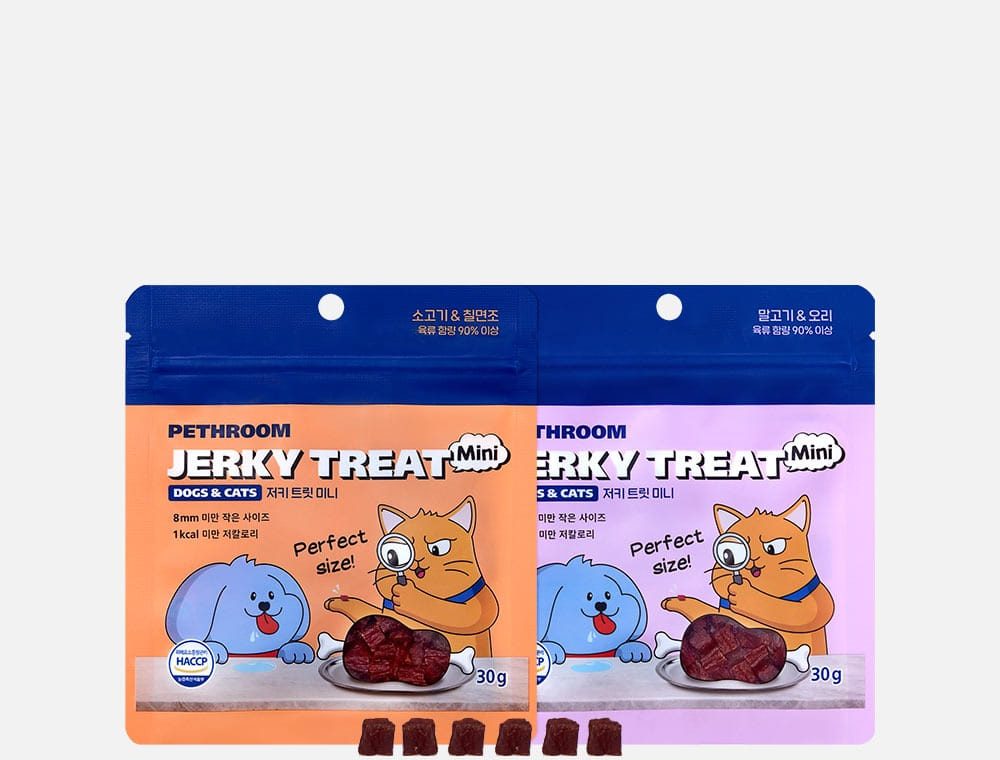 소고기 & 칠면조
육류 함량 90% 이상
PETHROOM
JERKY TREAT Mini
DOGS & CATS 저키 트릿 미니
8mm 미만 작은 사이즈
1kcal 미만 저칼로리
Perfect
size!
HACCP
30g
말고기 & 오리
육류 함량 90% 이상
THROOM
ERKY TREAT Mini
S & CATS 저키 트릿 미니
미만 작은 사이즈
미만 저칼로리
Perfect
size!
30g